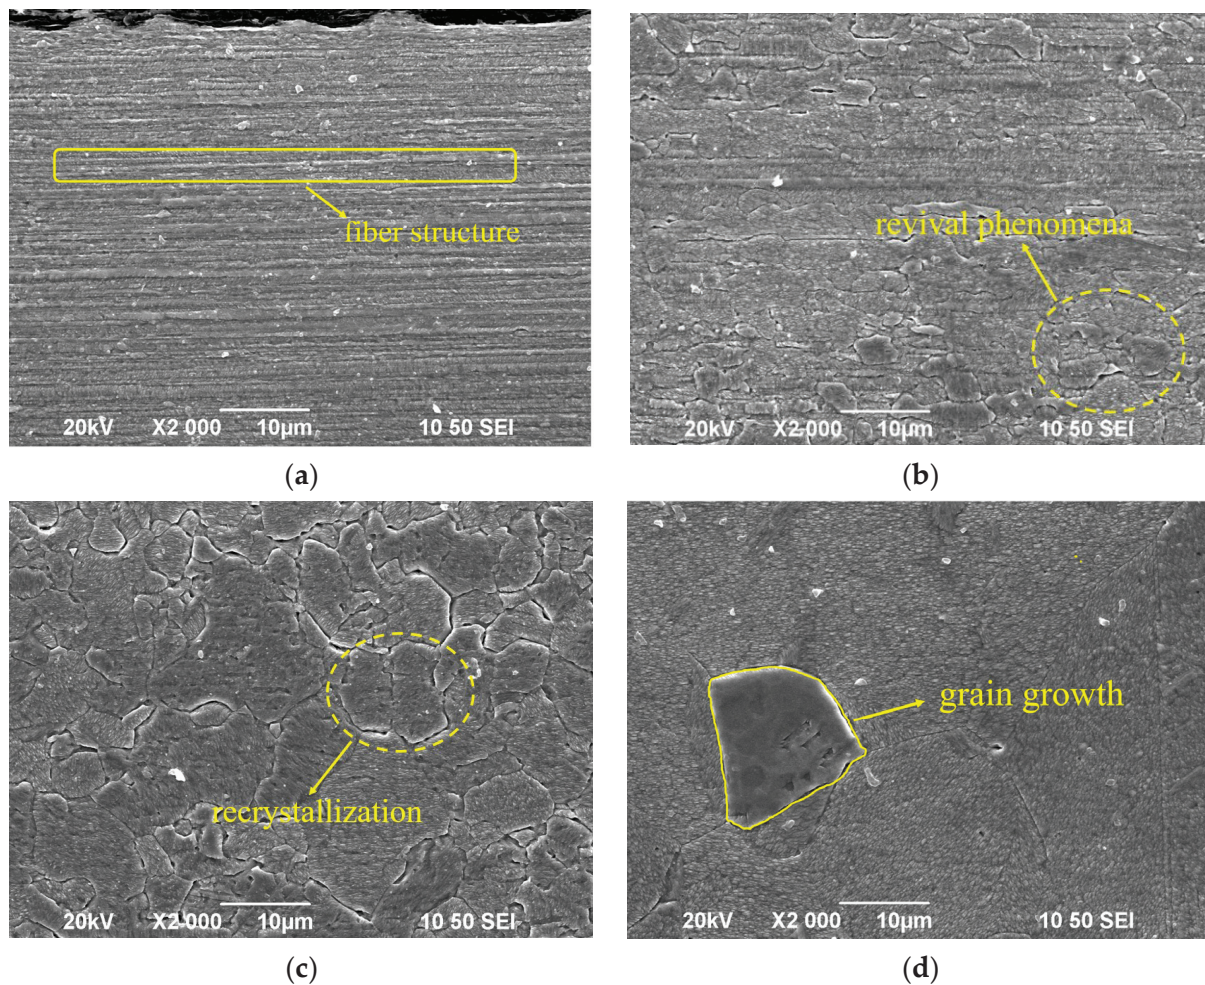 fiber structure
20kV X2 000 10μm 10 50 SEI
(a)
revival phenomena
20kV X2 000 10μm 10 50 SEI
(b)
recrystallization
20kV X2 000 10μm 10 50 SEI
(c)
grain growth
20kV X2 000 10μm 10 50 SEI
(d)